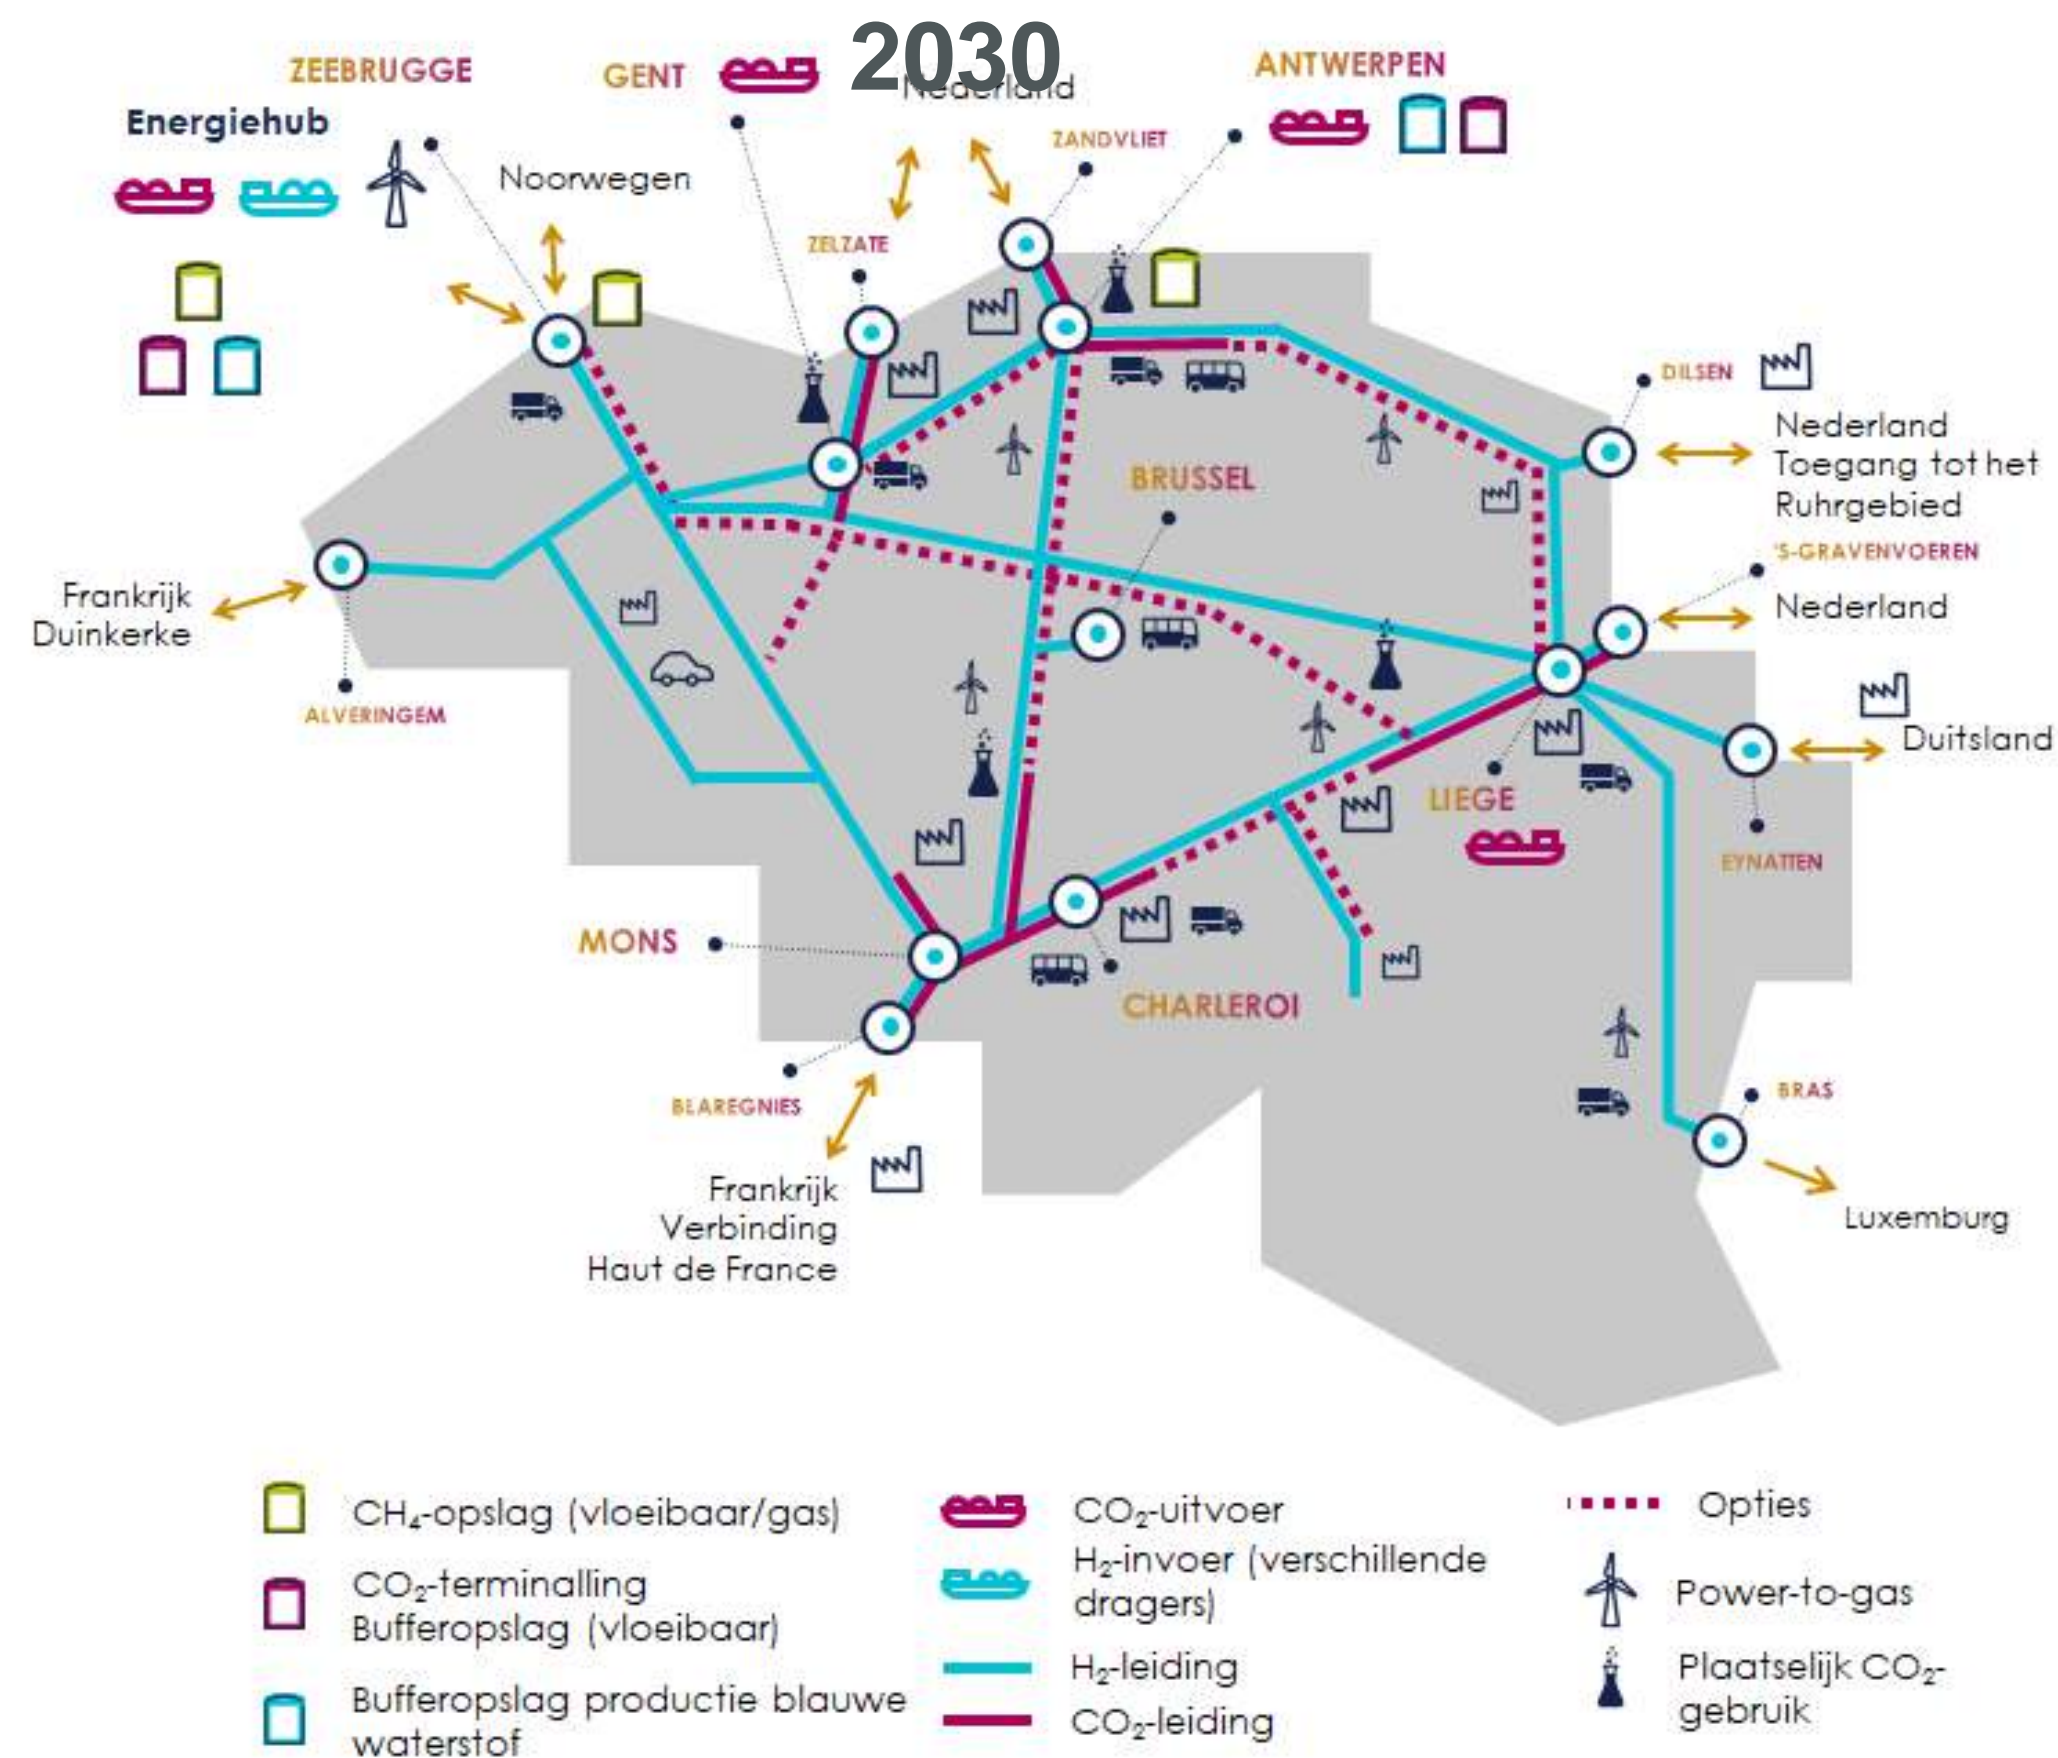 2030
ZEEBRUGGE
GENT
Nederland
ANTWERPEN
Energiehub
ZANDVLIET
Noorwegen
ZELZATE
DILSEN
Nederland
Toegang tot het
Ruhrgebied
BRUSSEL
'S-GRAVENVOEREN
Frankrijk
Duinkerke
Nederland
ALVERINGEM
Duitsland
LIEGE
EYNATTEN
MONS
CHARLEROI
BLAREGNIES
BRAS
Frankrijk
Verbinding
Haut de France
Luxemburg
CH₄-opslag (vloeibaar/gas)
CO₂-terminalling
Bufferopslag (vloeibaar)
Bufferopslag productie blauwe
waterstof
CO₂-uitvoer
H₂-invoer (verschillende
dragers)
H₂-leiding
CO₂-leiding
Opties
Power-to-gas
Plaatselijk CO₂-
gebruik